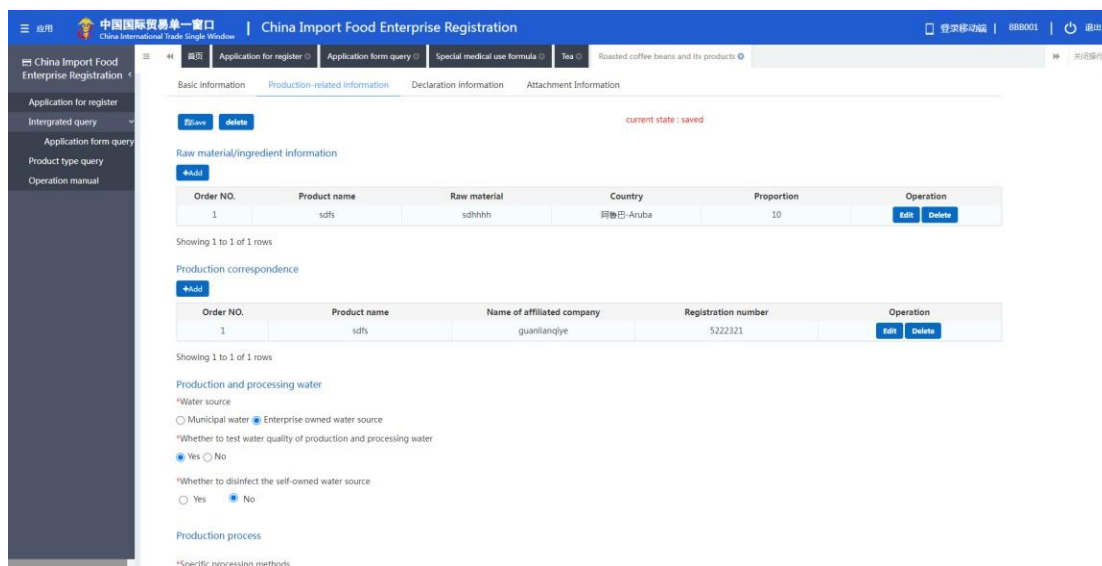 ☰ 应用 中国国际贸易单一窗口 China International Trade Single Window | China Import Food Enterprise Registration 登录移动端 | BBB001 | 退出
China Import Food Enterprise Registration
首页 Application for register Application form query Special medical use formula Tea Roasted coffee beans and its products 关闭操作
Application for register
Intergrated query
Application form query
Product type query
Operation manual
Basic information Production-related information Declaration information Attachment Information
Save delete current state : saved
Raw material/ingredient information
+Add
Order NO. Product name Raw material Country Proportion Operation
1 sdfs sdhhhh 阿鲁巴-Aruba 10 Edit Delete
Showing 1 to 1 of 1 rows
Production correspondence
+Add
Order NO. Product name Name of affiliated company Registration number Operation
1 sdfs guanlianqiye 5222321 Edit Delete
Showing 1 to 1 of 1 rows
Production and processing water
*Water source
Municipal water Enterprise owned water source
*Whether to test water quality of production and processing water
Yes No
*Whether to disinfect the self-owned water source
Yes No
Production process
*Specific processing methods